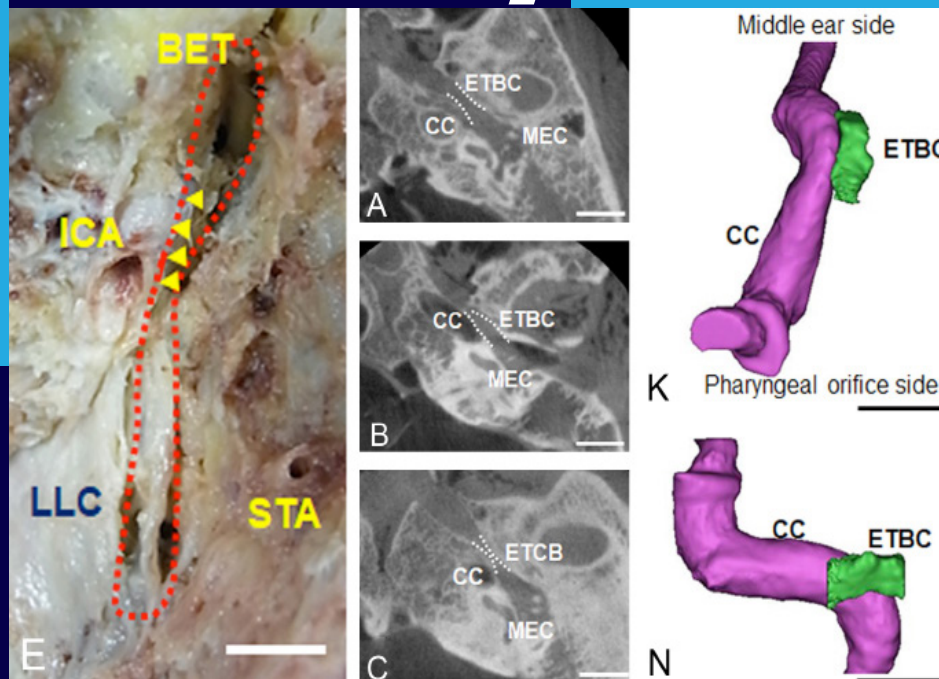 BET
ICA
LLC
STA
E
ETBC
CC
MEC
A
CC
ETBC
MEC
B
ETCB
CC
MEC
C
Middle ear side
ETBC
CC
K
Pharyngeal orifice side
CC
ETBC
N